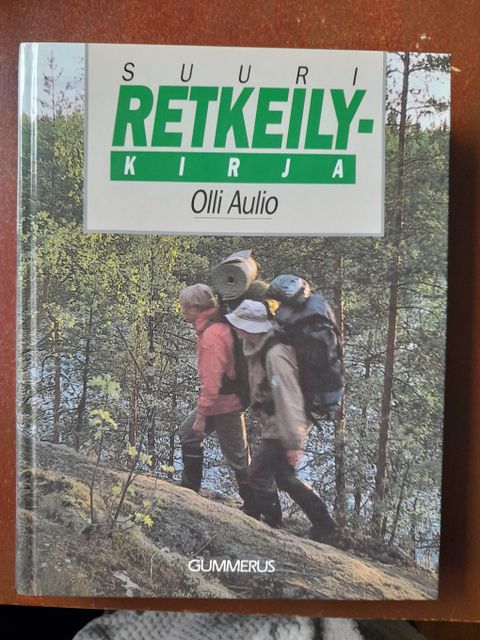 SUURI
RETKEILY-
KIRJA
Olli Aulio
GUMMERUS